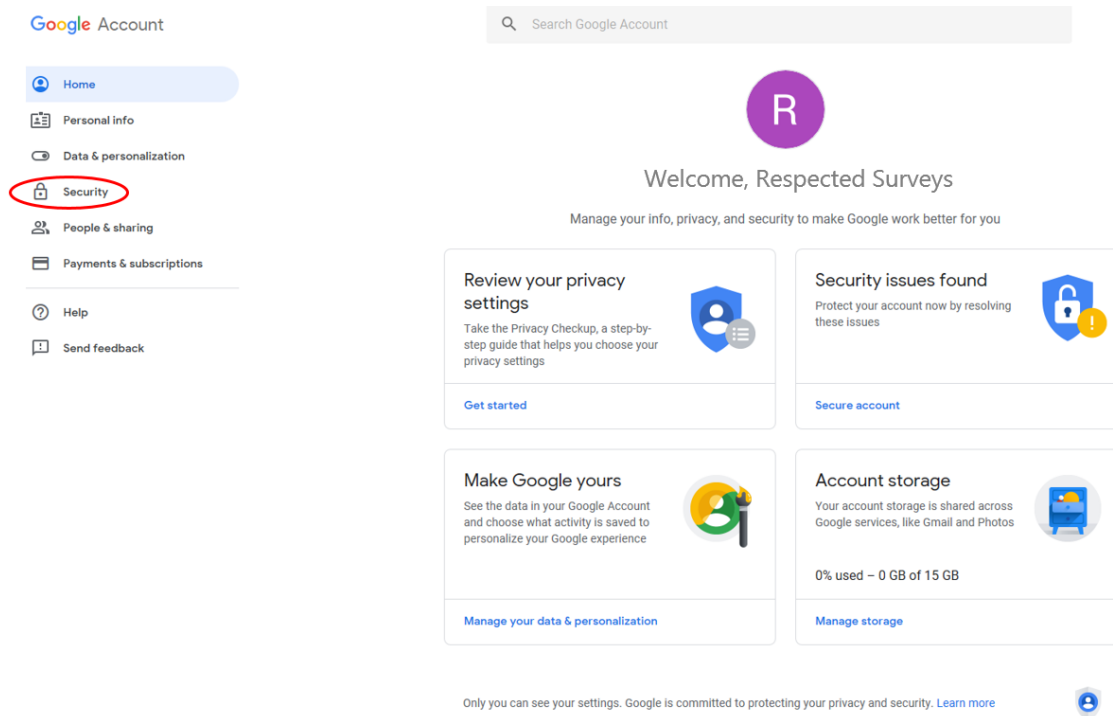 Google Account
Search Google Account
Home
Personal info
Data & personalization
Security
People & sharing
Payments & subscriptions
Help
Send feedback
R
Welcome, Respected Surveys
Manage your info, privacy, and security to make Google work better for you
Review your privacy
settings
Take the Privacy Checkup, a step-by-
step guide that helps you choose your
privacy settings
Get started
Security issues found
Protect your account now by resolving
these issues
Secure account
Make Google yours
See the data in your Google Account
and choose what activity is saved to
personalize your Google experience
Manage your data & personalization
Account storage
Your account storage is shared across
Google services, like Gmail and Photos
0% used – 0 GB of 15 GB
Manage storage
Only you can see your settings. Google is committed to protecting your privacy and security. Learn more